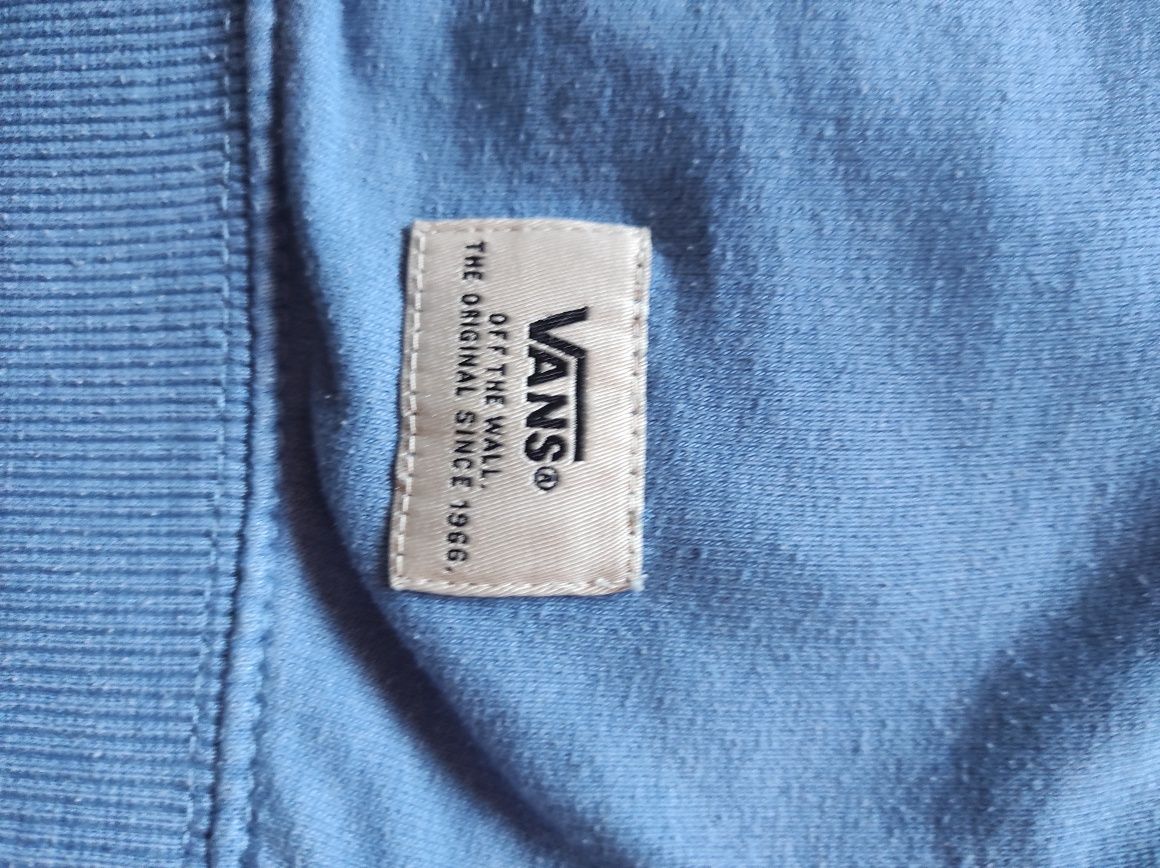 VANS®
OFF THE WALL,
THE ORIGINAL SINCE 1966,